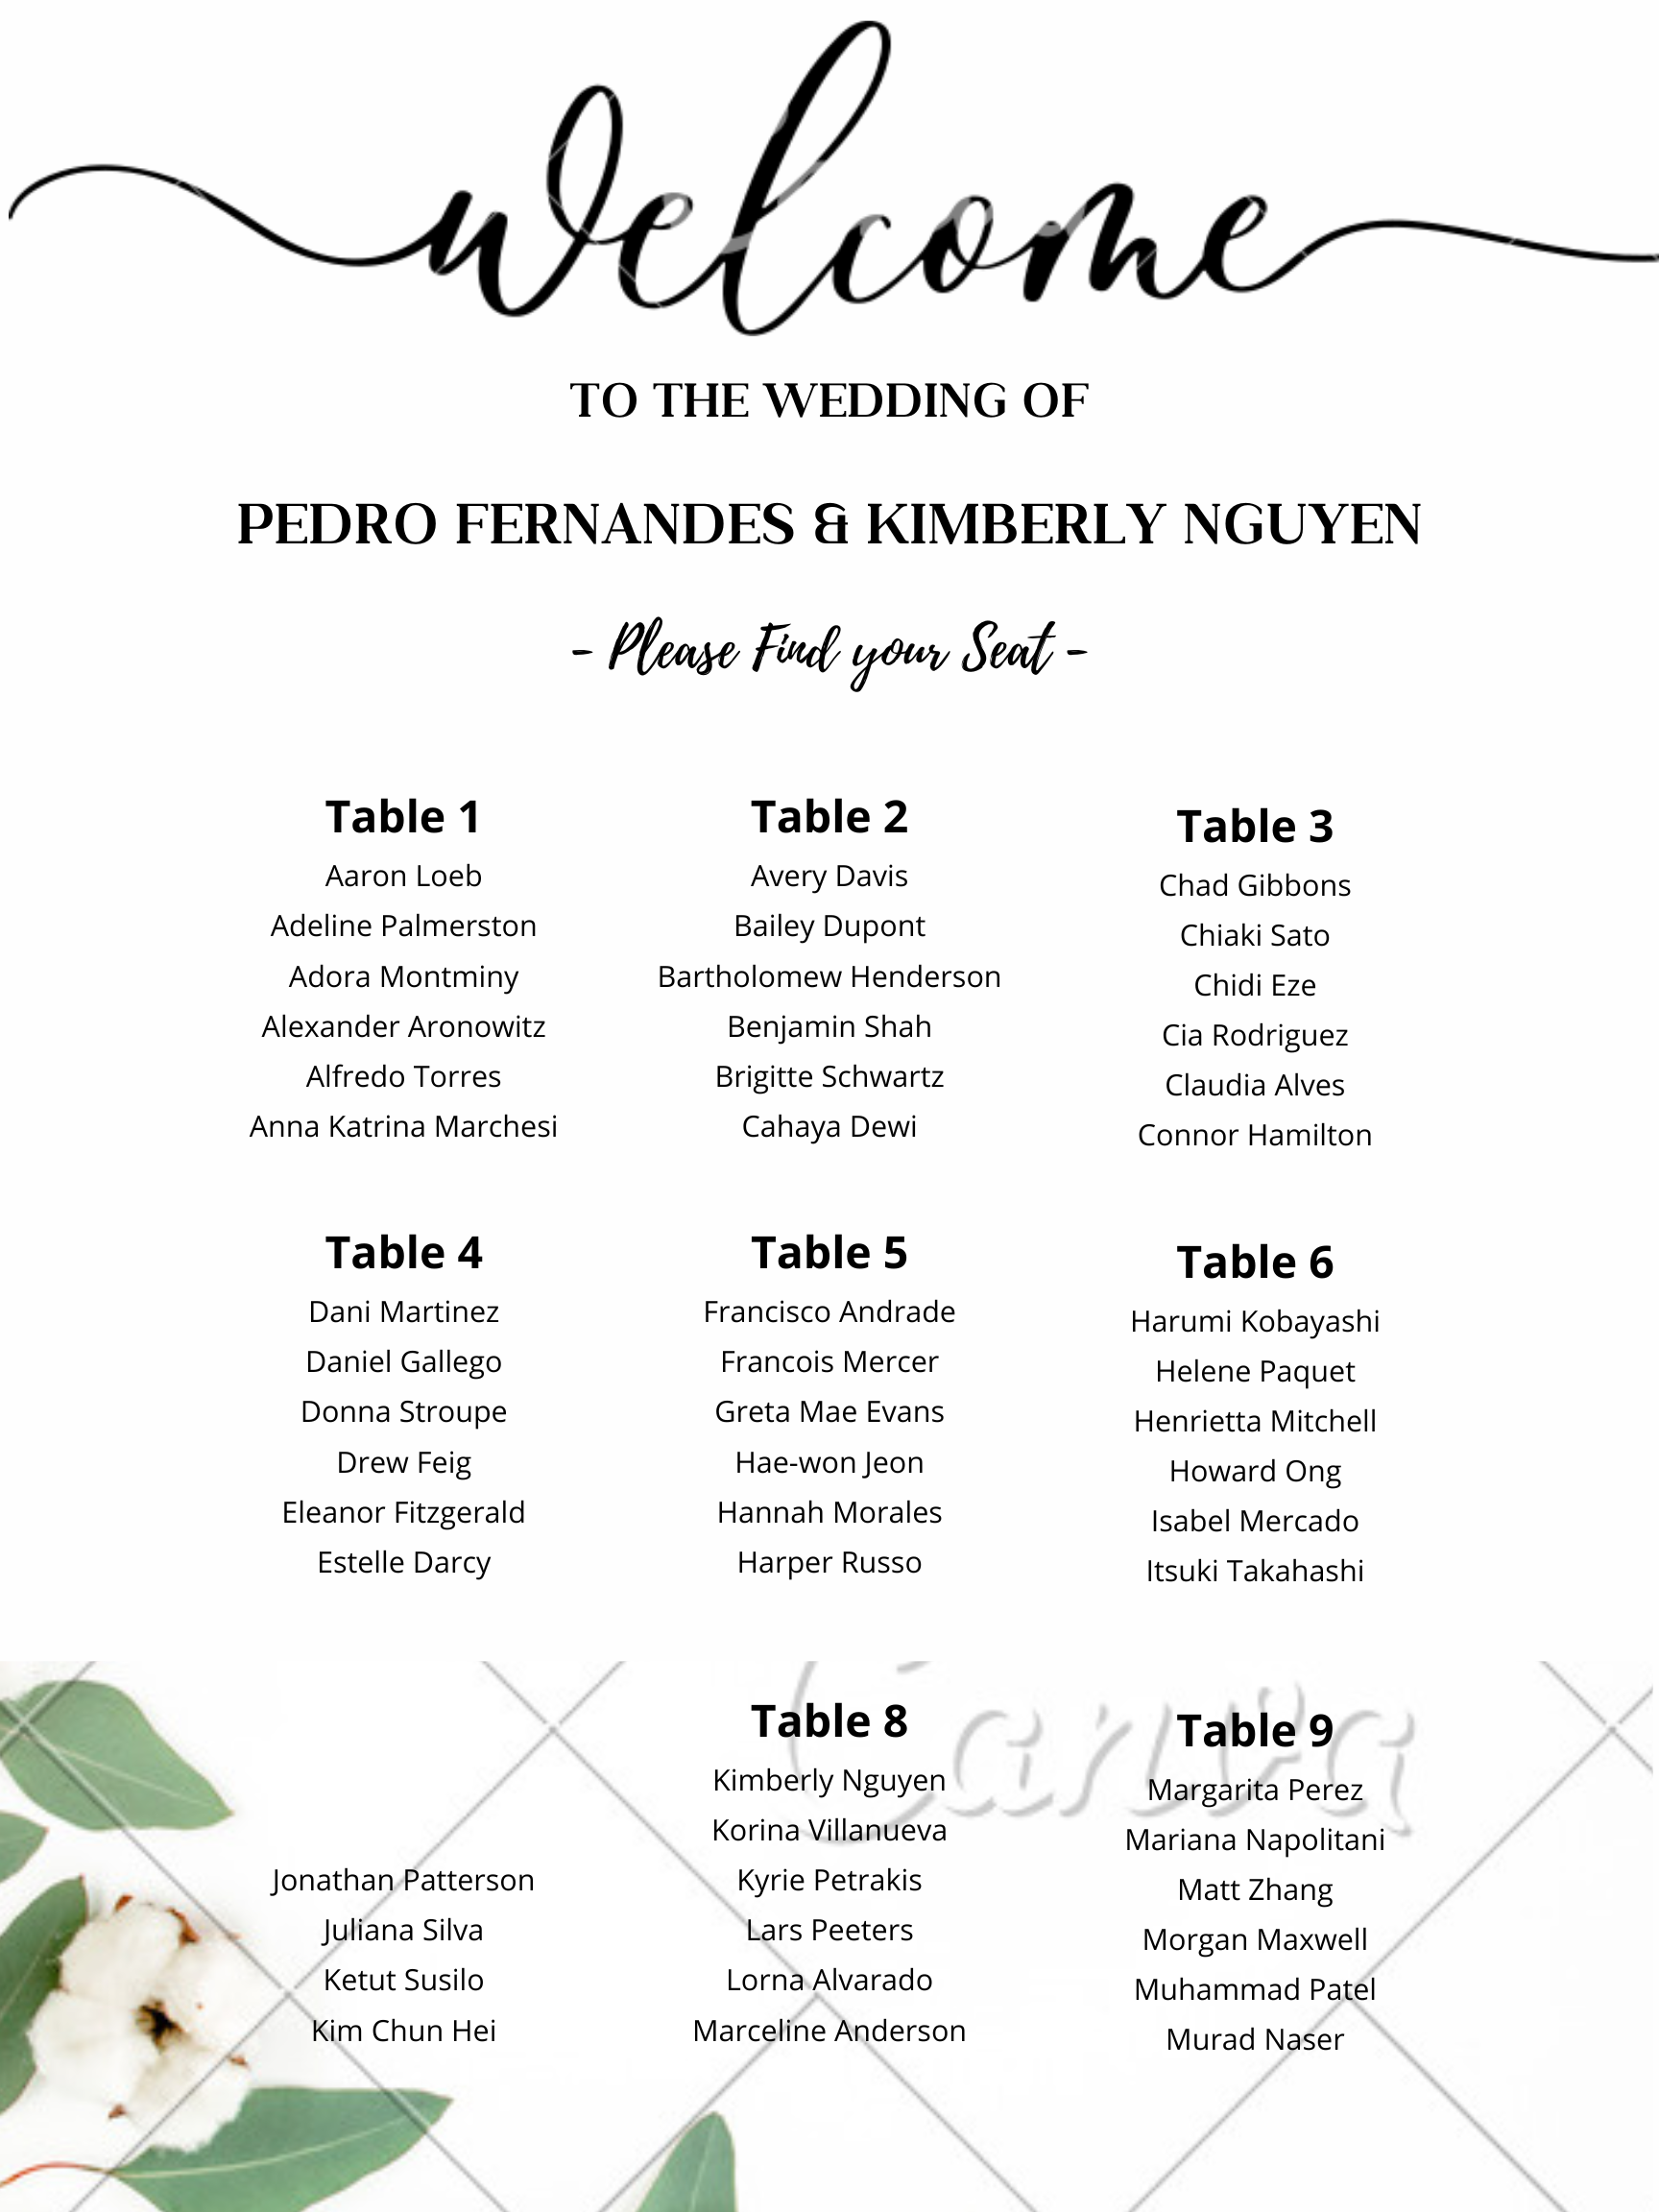 welcome
TO THE WEDDING OF
PEDRO FERNANDES & KIMBERLY NGUYEN
- Please Find your Seat -
Table 1
Aaron Loeb
Adeline Palmerston
Adora Montminy
Alexander Aronowitz
Alfredo Torres
Anna Katrina Marchesi
Table 2
Avery Davis
Bailey Dupont
Bartholomew Henderson
Benjamin Shah
Brigitte Schwartz
Cahaya Dewi
Table 3
Chad Gibbons
Chiaki Sato
Chidi Eze
Cia Rodriguez
Claudia Alves
Connor Hamilton
Table 4
Dani Martinez
Daniel Gallego
Donna Stroupe
Drew Feig
Eleanor Fitzgerald
Estelle Darcy
Table 5
Francisco Andrade
Francois Mercer
Greta Mae Evans
Hae-won Jeon
Hannah Morales
Harper Russo
Table 6
Harumi Kobayashi
Helene Paquet
Henrietta Mitchell
Howard Ong
Isabel Mercado
Itsuki Takahashi
Jonathan Patterson
Juliana Silva
Ketut Susilo
Kim Chun Hei
Table 8
Kimberly Nguyen
Korina Villanueva
Kyrie Petrakis
Lars Peeters
Lorna Alvarado
Marceline Anderson
Table 9
Margarita Perez
Mariana Napolitani
Matt Zhang
Morgan Maxwell
Muhammad Patel
Murad Naser
Canva